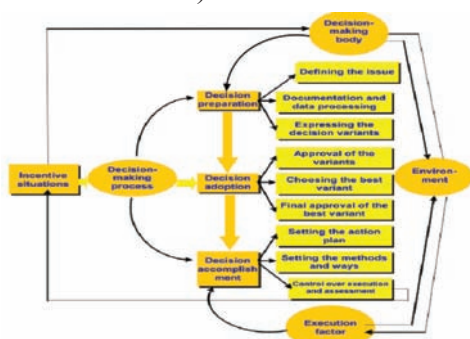 )
Decision-
making body
Decision
preparation
Defining the issue
Documentation and
data processing
Expressing the
decision variants
Incentive
situations
Decision-
making
process
Decision
adoption
Approval of the
variants
Choosing the best
variant
Final approval of the
best variant
Environ-
ment
Decision
accomplish
ment
Setting the action
plan
Setting the methods
and ways
Control over execution
and assessment
Execution
factor